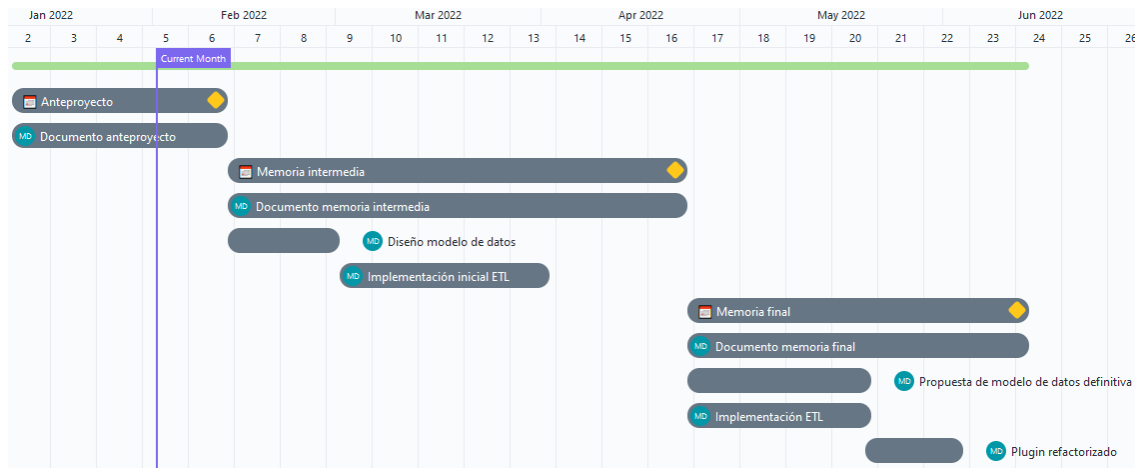 Jan 2022 Feb 2022 Mar 2022 Apr 2022 May 2022 Jun 2022
2 3 4 5 6 7 8 9 10 11 12 13 14 15 16 17 18 19 20 21 22 23 24 25 26
Current Month
Anteproyecto
MD Documento anteproyecto
Memoria intermedia
MD Documento memoria intermedia
MD Diseño modelo de datos
MD Implementación inicial ETL
Memoria final
MD Documento memoria final
MD Propuesta de modelo de datos definitiva
MD Implementación ETL
MD Plugin refactorizado